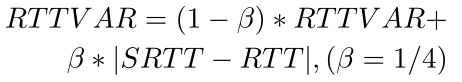 RTTVAR = (1 − β) ∗ RTTVAR+
β ∗ |SRTT − RTT|, (β = 1/4)